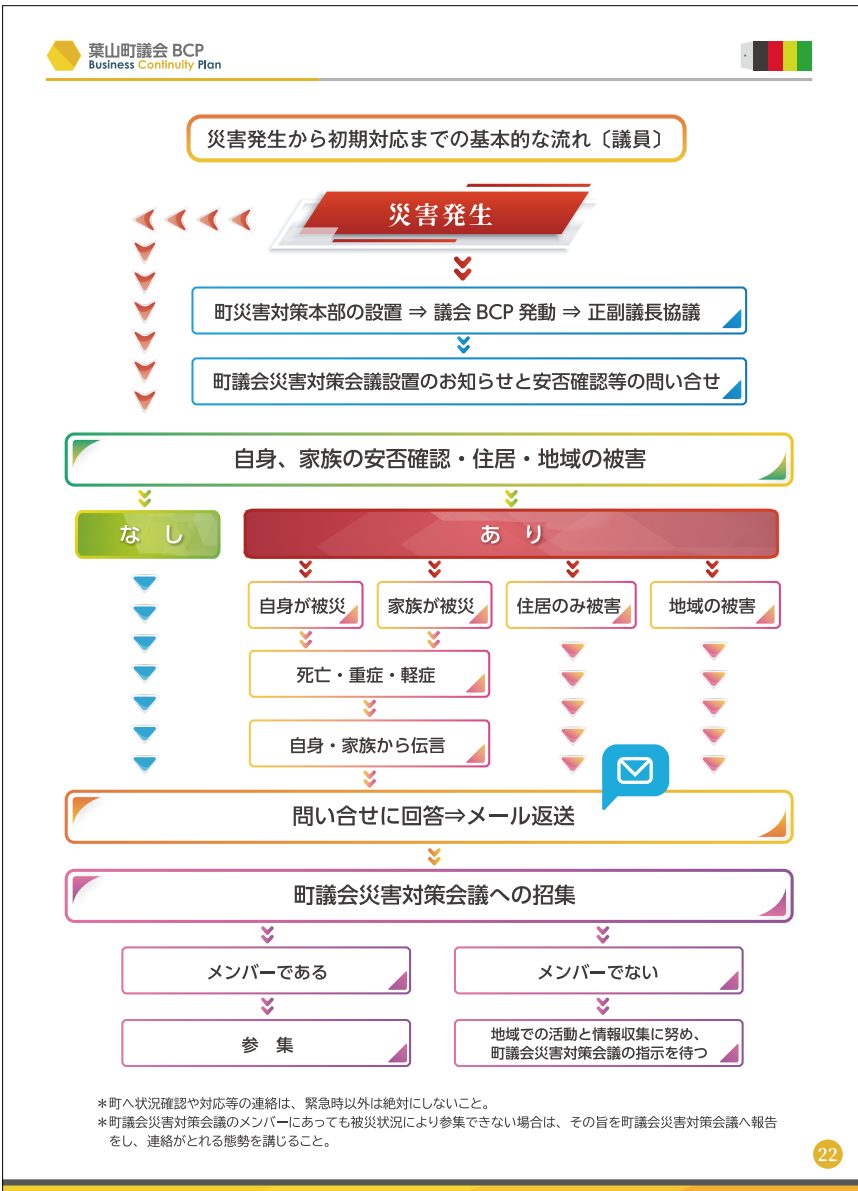 葉山町議会 BCP
Business Continuity Plan
災害発生から初期対応までの基本的な流れ〔議員〕
災害発生
町災害対策本部の設置 ⇒ 議会 BCP 発動 ⇒ 正副議長協議
町議会災害対策会議設置のお知らせと安否確認等の問い合せ
自身、家族の安否確認・住居・地域の被害
な し
あ り
自身が被災
家族が被災
住居のみ被害
地域の被害
死亡・重症・軽症
自身・家族から伝言
問い合せに回答⇒メール返送
町議会災害対策会議への招集
メンバーである
メンバーでない
参 集
地域での活動と情報収集に努め、
町議会災害対策会議の指示を待つ
＊町へ状況確認や対応等の連絡は、緊急時以外は絶対にしないこと。
＊町議会災害対策会議のメンバーにあっても被災状況により参集できない場合は、その旨を町議会災害対策会議へ報告
をし、連絡がとれる態勢を講じること。
22